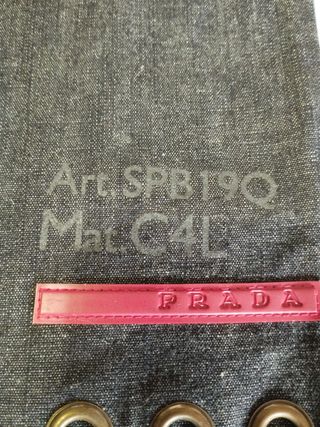 Art. SPB19Q
Mat. C4L
PRADA